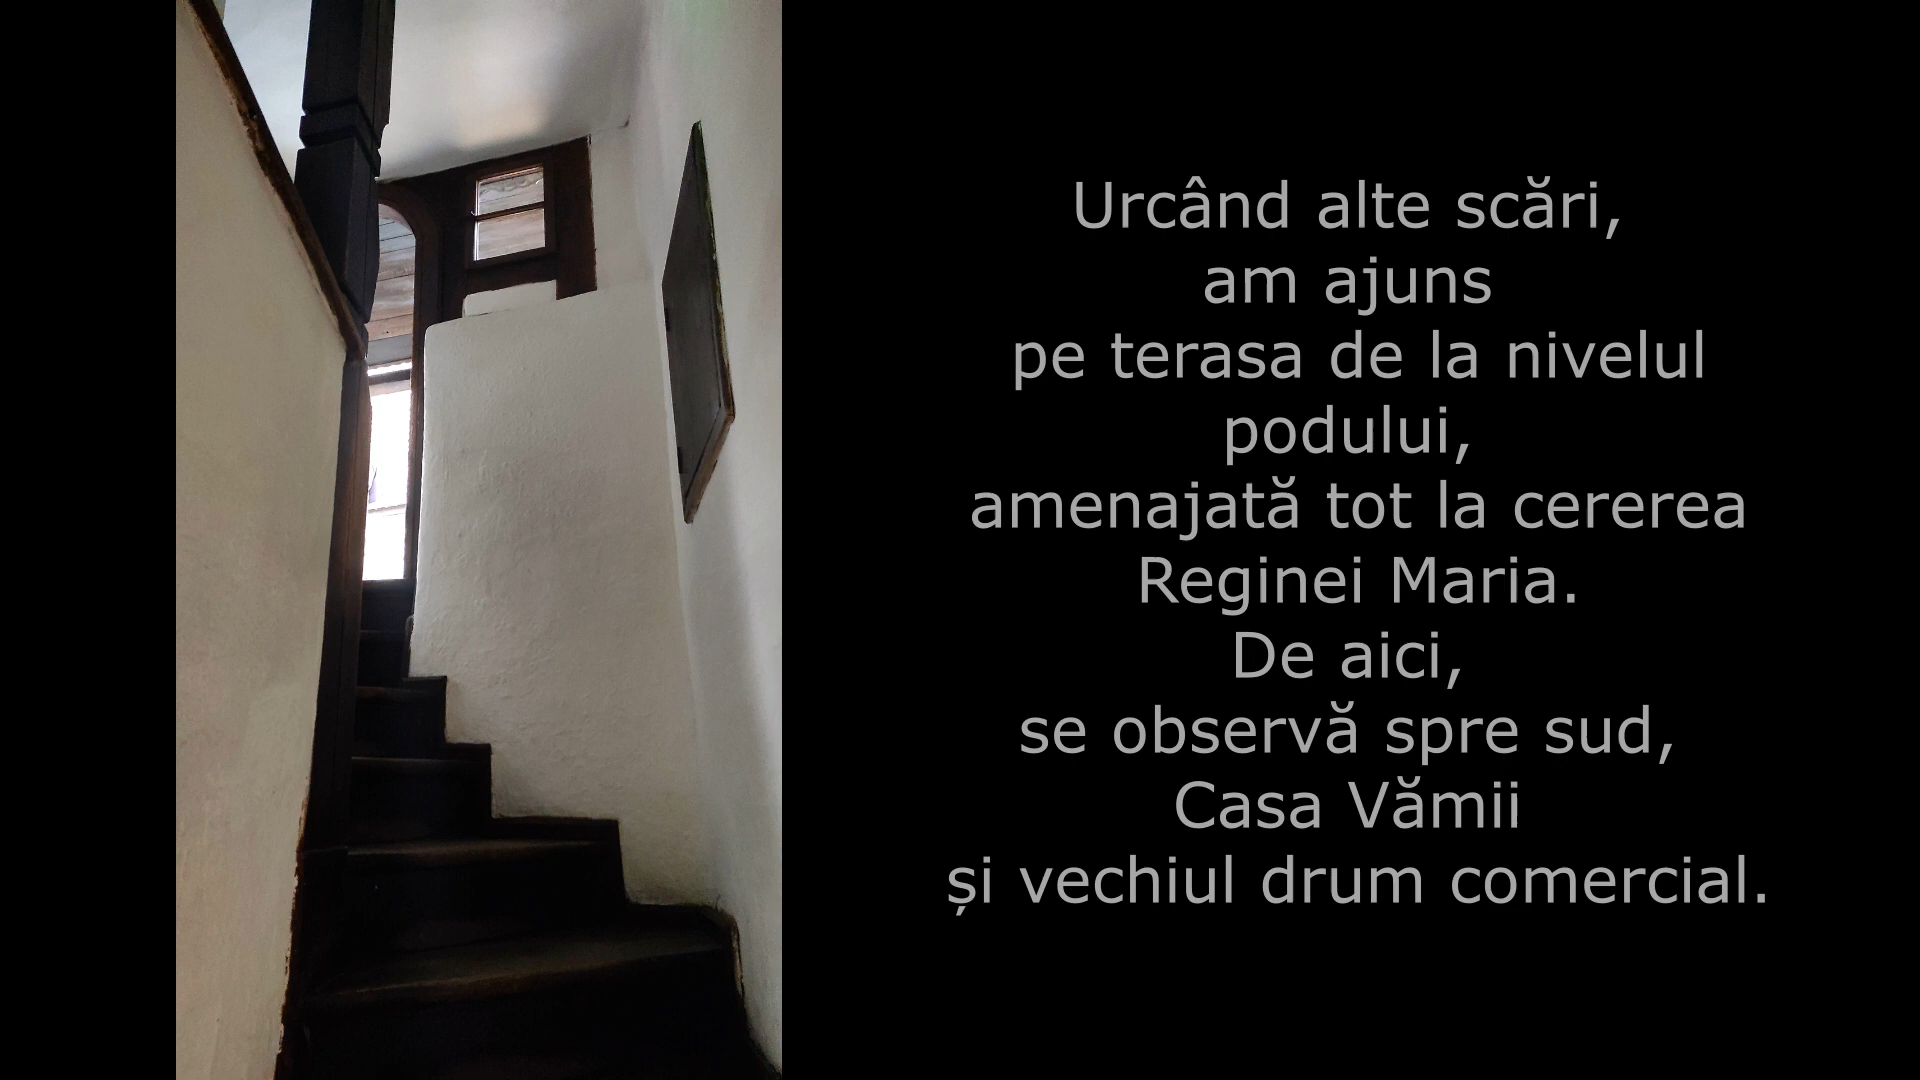 Urcând alte scări,
am ajuns
pe terasa de la nivelul
podului,
amenajată tot la cererea
Reginei Maria.
De aici,
se observă spre sud,
Casa Vămii
și vechiul drum comercial.